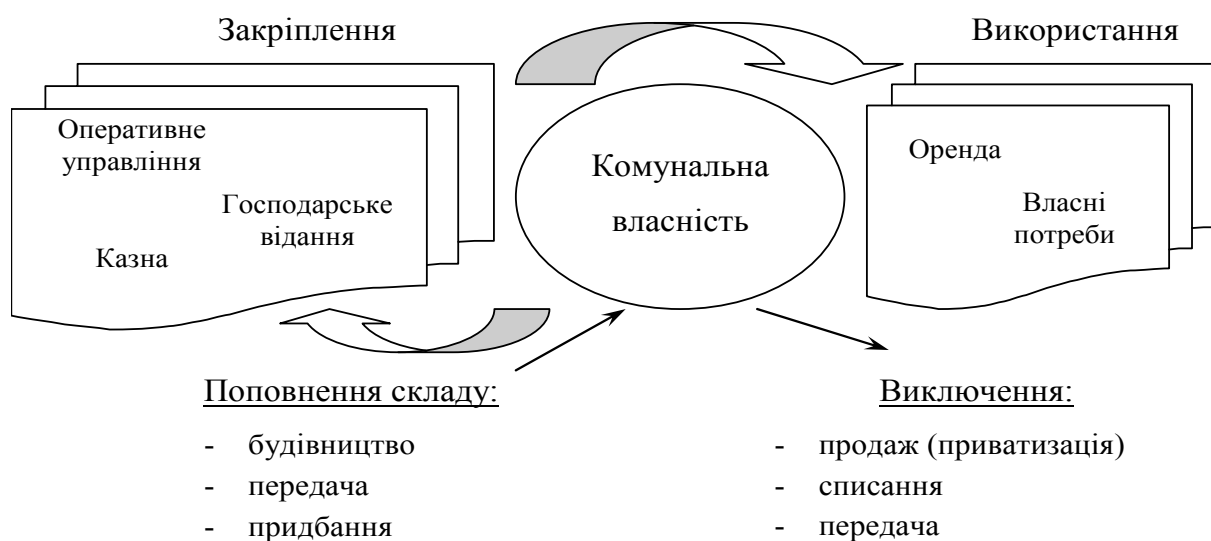 Закріплення
Використання
Оперативне
управління
Господарське
відання
Казна
Комунальна
власність
Оренда
Власні
потреби
Поповнення складу:
- будівництво
- передача
- придбання
Виключення:
- продаж (приватизація)
- списання
- передача